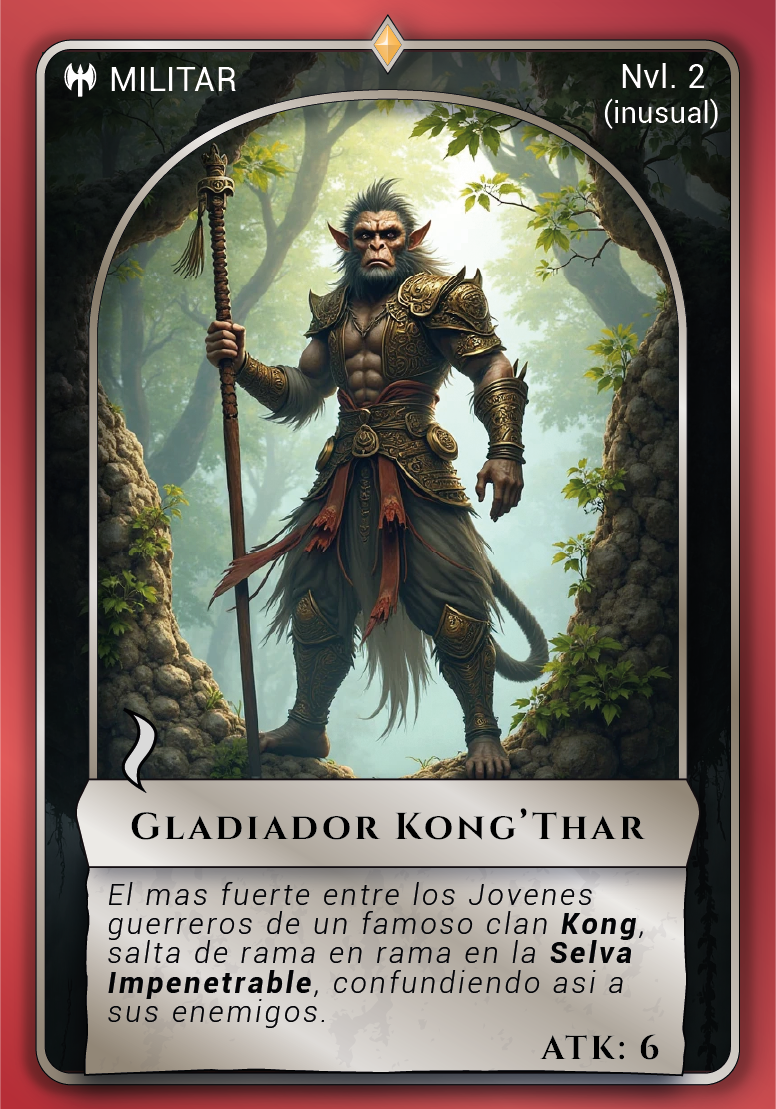 MILITAR
Nvl. 2
(inusual)
Gladiador Kong'Thar
El mas fuerte entre los Jovenes
guerreros de un famoso clan Kong,
salta de rama en rama en la Selva
Impenetrable, confundiendo asi a
sus enemigos.
ATK: 6